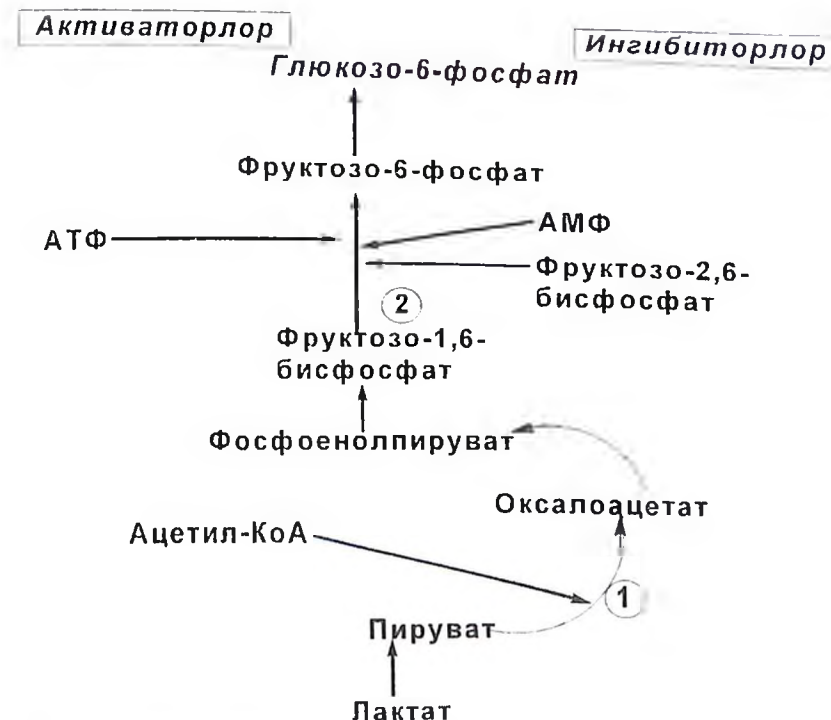 Активаторлор
Ингибиторлор
Глюкозо-6-фосфат
Фруктозо-6-фосфат
АТФ
АМФ
Фруктозо-2,6-
бисфосфат
2
Фруктозо-1,6-
бисфосфат
Фосфоенолпируват
Оксалоацетат
Ацетил-КоА
1
Пируват
Лактат